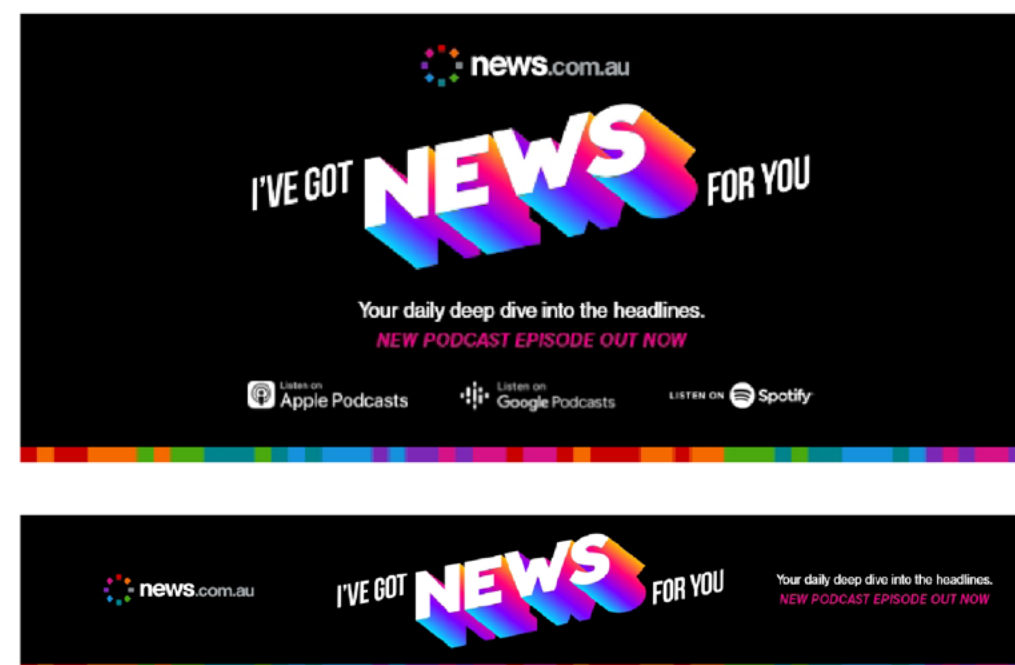 news.com.au
I'VE GOT NEWS FOR YOU
Your daily deep dive into the headlines.
NEW PODCAST EPISODE OUT NOW
Listen on Apple Podcasts
Listen on Google Podcasts
LISTEN ON Spotify
news.com.au
I'VE GOT NEWS FOR YOU
Your daily deep dive into the headlines.
NEW PODCAST EPISODE OUT NOW